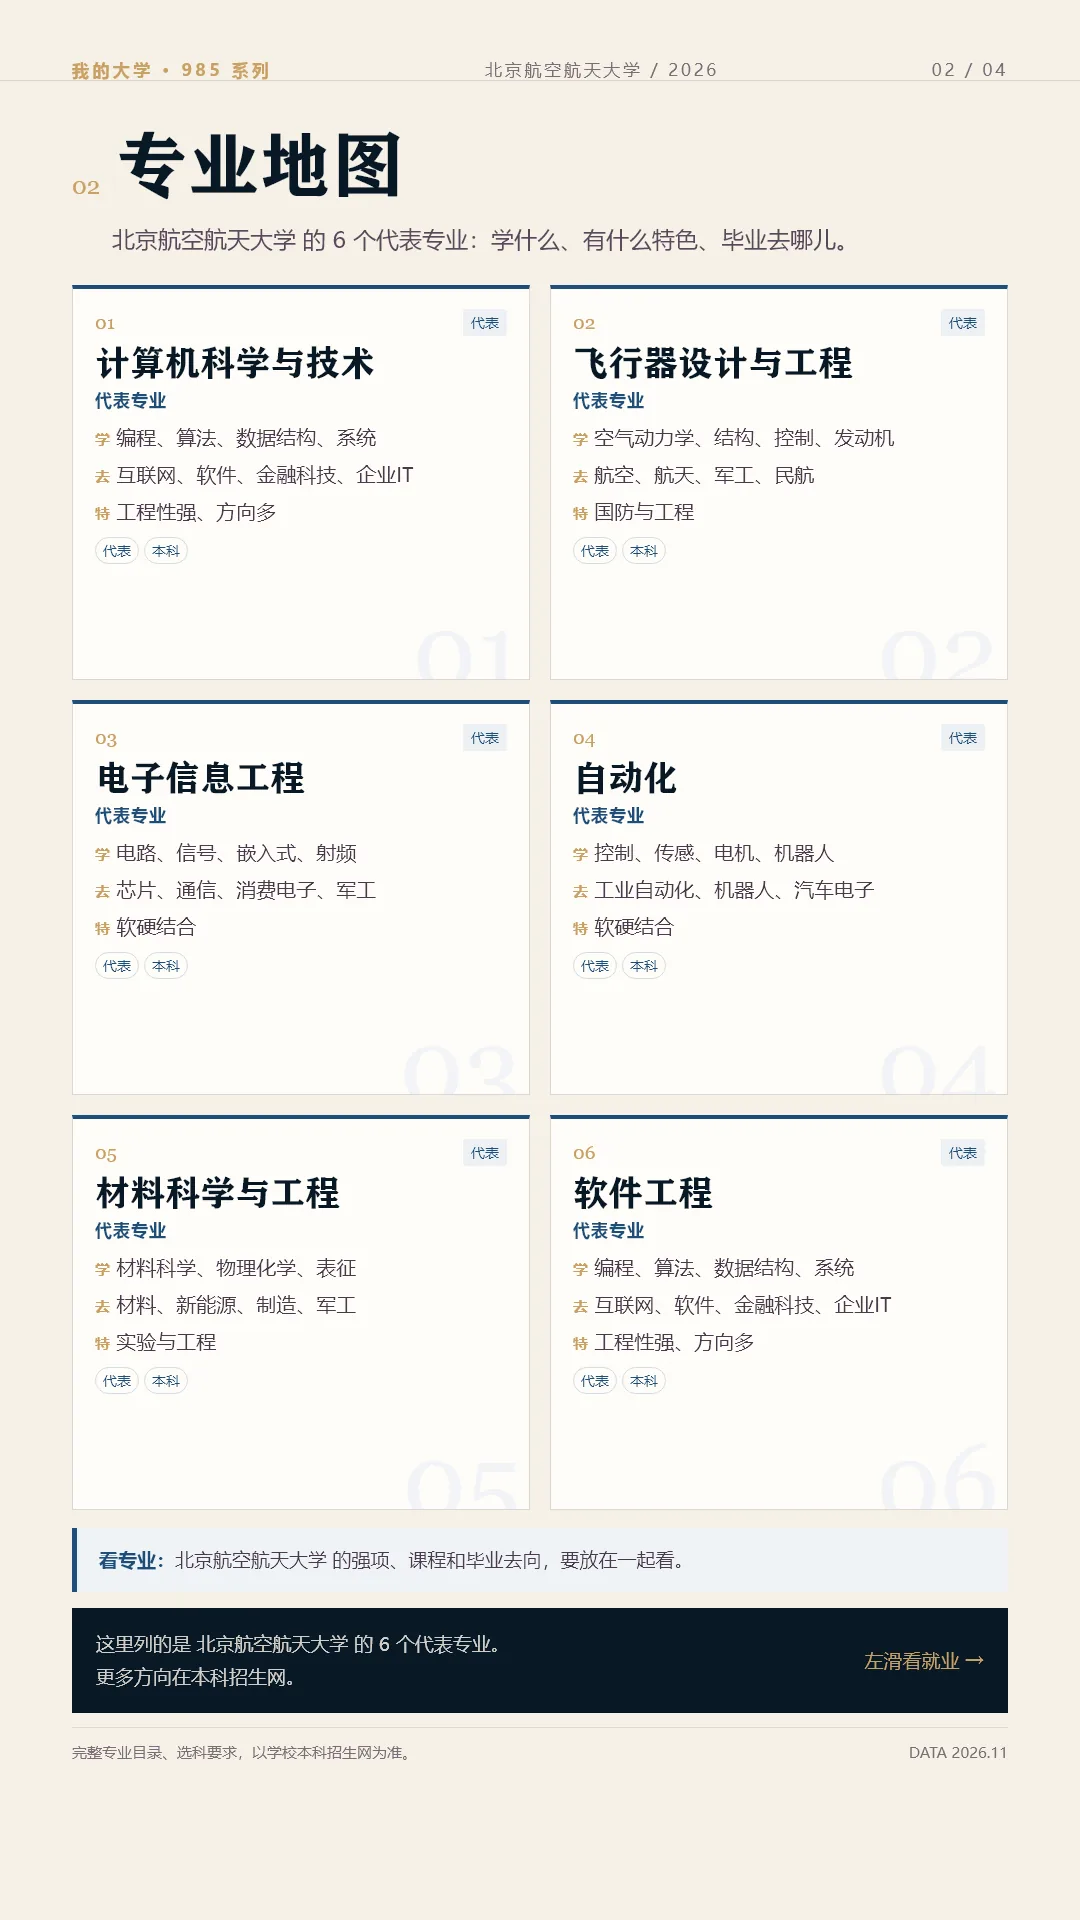 我的大学 • 985 系列
北京航空航天大学 / 2026
02 / 04
02 专业地图
北京航空航天大学 的 6 个代表专业：学什么、有什么特色、毕业去哪儿。
01 代表
计算机科学与技术
代表专业
学 编程、算法、数据结构、系统
去 互联网、软件、金融科技、企业IT
特 工程性强、方向多
代表 本科
01
02 代表
飞行器设计与工程
代表专业
学 空气动力学、结构、控制、发动机
去 航空、航天、军工、民航
特 国防与工程
代表 本科
02
03 代表
电子信息工程
代表专业
学 电路、信号、嵌入式、射频
去 芯片、通信、消费电子、军工
特 软硬结合
代表 本科
03
04 代表
自动化
代表专业
学 控制、传感、电机、机器人
去 工业自动化、机器人、汽车电子
特 软硬结合
代表 本科
04
05 代表
材料科学与工程
代表专业
学 材料科学、物理化学、表征
去 材料、新能源、制造、军工
特 实验与工程
代表 本科
05
06 代表
软件工程
代表专业
学 编程、算法、数据结构、系统
去 互联网、软件、金融科技、企业IT
特 工程性强、方向多
代表 本科
06
看专业：北京航空航天大学 的强项、课程和毕业去向，要放在一起看。
这里列的是 北京航空航天大学 的 6 个代表专业。
更多方向在本科招生网。
左滑看就业 →
完整专业目录、选科要求，以学校本科招生网为准。
DATA 2026.11